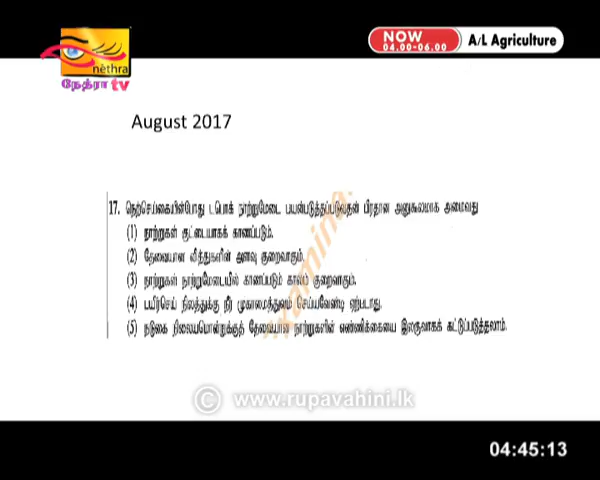 nethra
நேத்ரா tv
NOW
04.00-06.00
A/L Agriculture
August 2017
17. நெற்செய்கையின்போது டபொக் நாற்றுமேடை பயன்படுத்தப்படுவதன் பிரதான அனுகூலமாக அமைவது
(1) நாற்றுகள் குட்டையாகக் காணப்படும்.
(2) தேவையான வித்துகளின் அளவு குறைவாகும்.
(3) நாற்றுகள் நாற்றுமேடையில் காணப்படும் காலம் குறைவாகும்.
(4) பயிர்செய் நிலத்துக்கு நீர் முகாமைத்துவம் செய்யவேண்டி ஏற்படாது.
(5) நடுகை நிலையமொன்றுக்குத் தேவையான நாற்றுகளின் எண்ணிக்கையை இலகுவாகக் கட்டுப்படுத்தலாம்.
© www.rupavahini.lk
04:45:13